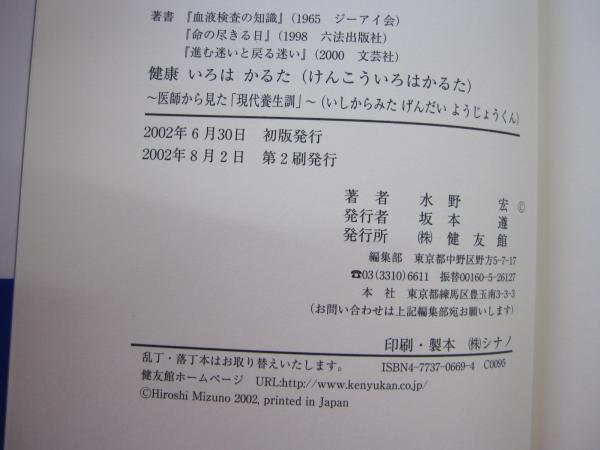 著書 『血液検査の知識』(1965 ジーアイ会)
『命の尽きる日』(1998 六法出版社)
『進む迷いと戻る迷い』(2000 文芸社)
健康 いろは かるた (けんこういろはかるた)
～医師から見た「現代養生訓」～ (いしからみた げんだい ようじょうくん)
2002年6月30日 初版発行
2002年8月2日 第2刷発行
著者 水野 宏 ©
発行者 坂本 遵
発行所 ㈱ 健友館
編集部 東京都中野区野方5-7-17
☎03(3310)6611 振替00160-5-26127
本社 東京都練馬区豊玉南3-3-3
(お問い合わせは上記編集部宛お願いします)
印刷・製本 ㈱シナノ
乱丁・落丁本はお取り替えいたします。 ISBN4-7737-0669-4 C0095
健友館ホームページ URL:http://www.kenyukan.co.jp/
©Hiroshi Mizuno 2002, printed in Japan